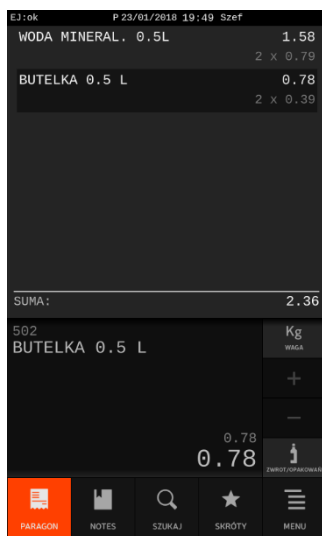 EJ:ok P 23/01/2018 19:49 Szef
WODA MINERAL. 0.5L 1.58
2 x 0.79
BUTELKA 0.5 L 0.78
2 x 0.39
SUMA: 2.36
502
BUTELKA 0.5 L
Kg
WAGA
+
−
0.78
0.78
ZWROT/OPAKOWAŃ
PARAGON NOTES SZUKAJ SKRÓTY MENU